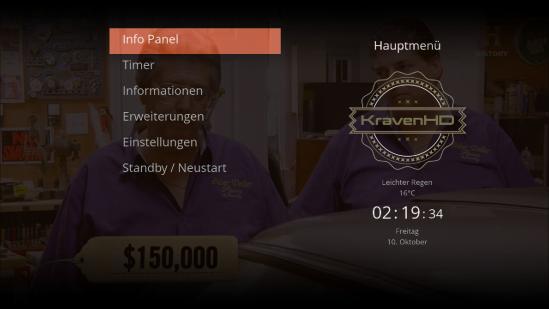 Info Panel
Timer
Informationen
Erweiterungen
Einstellungen
Standby / Neustart
$150,000
Hauptmenü
KravenHD
Leichter Regen
16°C
02:19:34
Freitag
10. Oktober